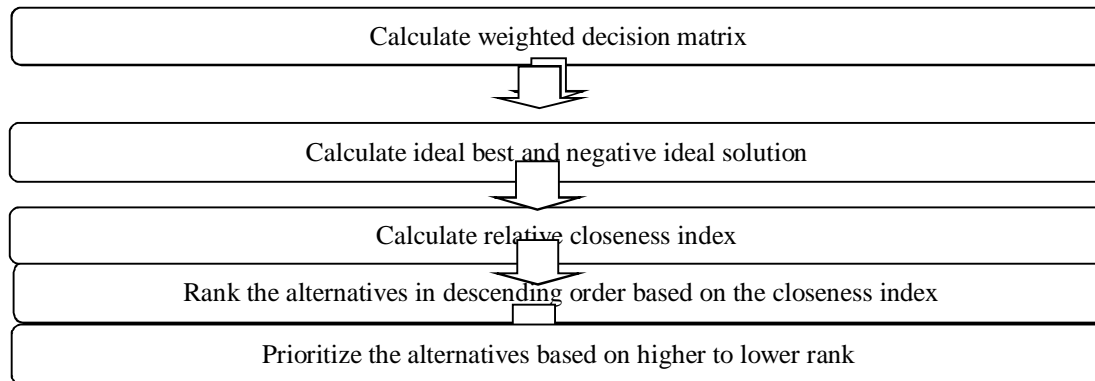 Calculate weighted decision matrix
Calculate ideal best and negative ideal solution
Calculate relative closeness index
Rank the alternatives in descending order based on the closeness index
Prioritize the alternatives based on higher to lower rank